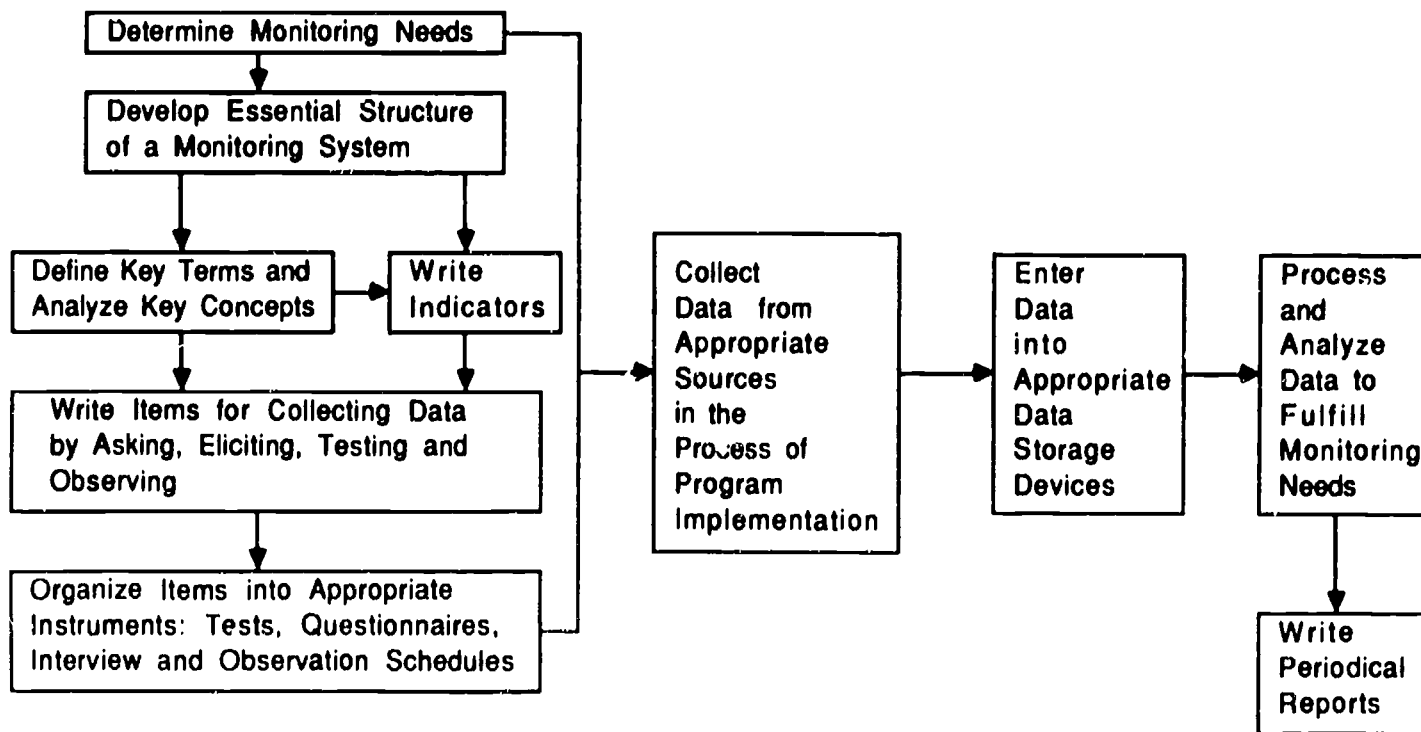 Determine Monitoring Needs
Develop Essential Structure
of a Monitoring System
Define Key Terms and
Analyze Key Concepts
Write
Indicators
Write Items for Collecting Data
by Asking, Eliciting, Testing and
Observing
Organize Items into Appropriate
Instruments: Tests, Questionnaires,
Interview and Observation Schedules
Collect
Data from
Appropriate
Sources
in the
Process of
Program
Implementation
Enter
Data
into
Appropriate
Data
Storage
Devices
Process
and
Analyze
Data to
Fulfill
Monitoring
Needs
Write
Periodical
Reports